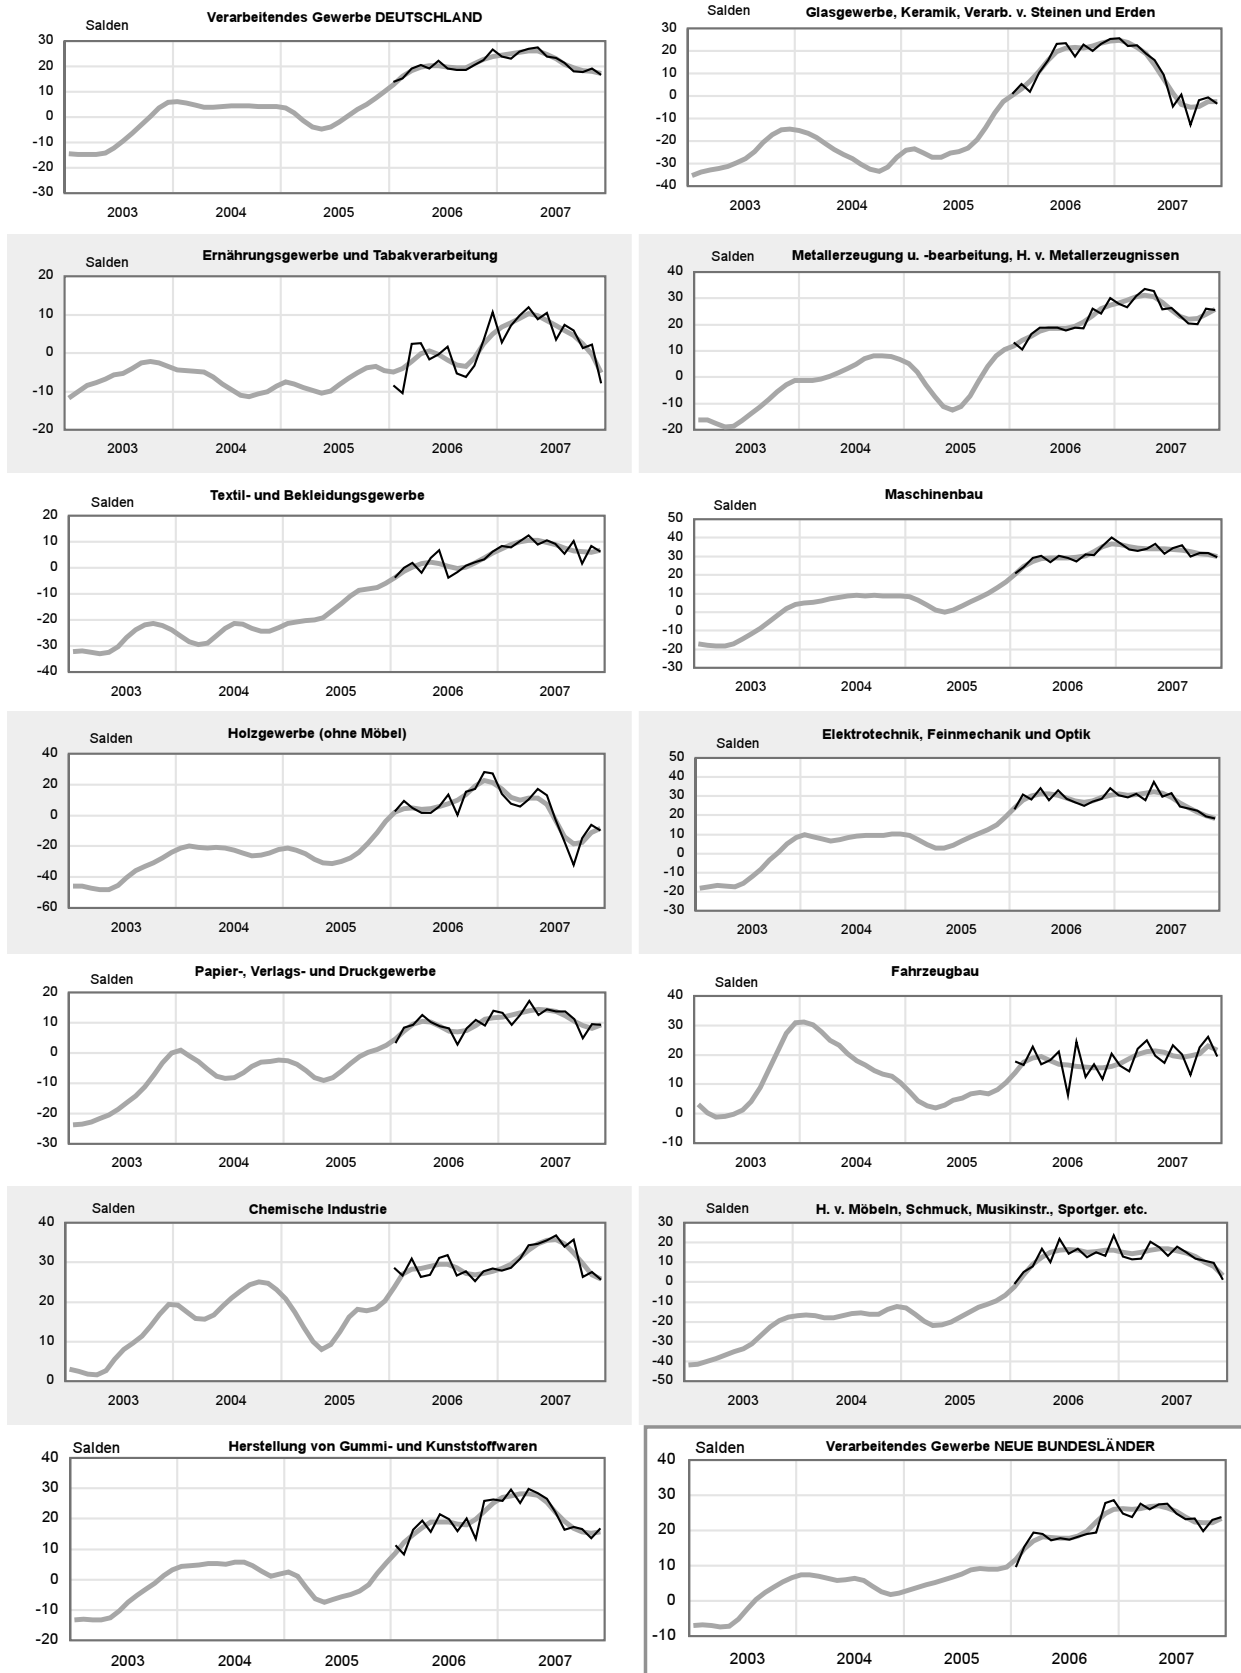 Verarbeitendes Gewerbe DEUTSCHLAND
Salden
30
20
10
0
-10
-20
-30
2003 2004 2005 2006 2007
Glasgewerbe, Keramik, Verarb. v. Steinen und Erden
Salden
30
20
10
0
-10
-20
-30
-40
2003 2004 2005 2006 2007
Ernährungsgewerbe und Tabakverarbeitung
Salden
20
10
0
-10
-20
2003 2004 2005 2006 2007
Metallerzeugung u. -bearbeitung, H. v. Metallerzeugnissen
Salden
40
30
20
10
0
-10
-20
2003 2004 2005 2006 2007
Textil- und Bekleidungsgewerbe
Salden
20
10
0
-10
-20
-30
-40
2003 2004 2005 2006 2007
Maschinenbau
Salden
50
40
30
20
10
0
-10
-20
-30
2003 2004 2005 2006 2007
Holzgewerbe (ohne Möbel)
Salden
40
20
0
-20
-40
-60
2003 2004 2005 2006 2007
Elektrotechnik, Feinmechanik und Optik
Salden
50
40
30
20
10
0
-10
-20
-30
2003 2004 2005 2006 2007
Papier-, Verlags- und Druckgewerbe
Salden
20
10
0
-10
-20
-30
2003 2004 2005 2006 2007
Fahrzeugbau
Salden
40
30
20
10
0
-10
2003 2004 2005 2006 2007
Chemische Industrie
Salden
40
30
20
10
0
2003 2004 2005 2006 2007
H. v. Möbeln, Schmuck, Musikinstr., Sportger. etc.
Salden
30
20
10
0
-10
-20
-30
-40
-50
2003 2004 2005 2006 2007
Herstellung von Gummi- und Kunststoffwaren
Salden
40
30
20
10
0
-10
-20
2003 2004 2005 2006 2007
Verarbeitendes Gewerbe NEUE BUNDESLÄNDER
Salden
40
30
20
10
0
-10
2003 2004 2005 2006 2007